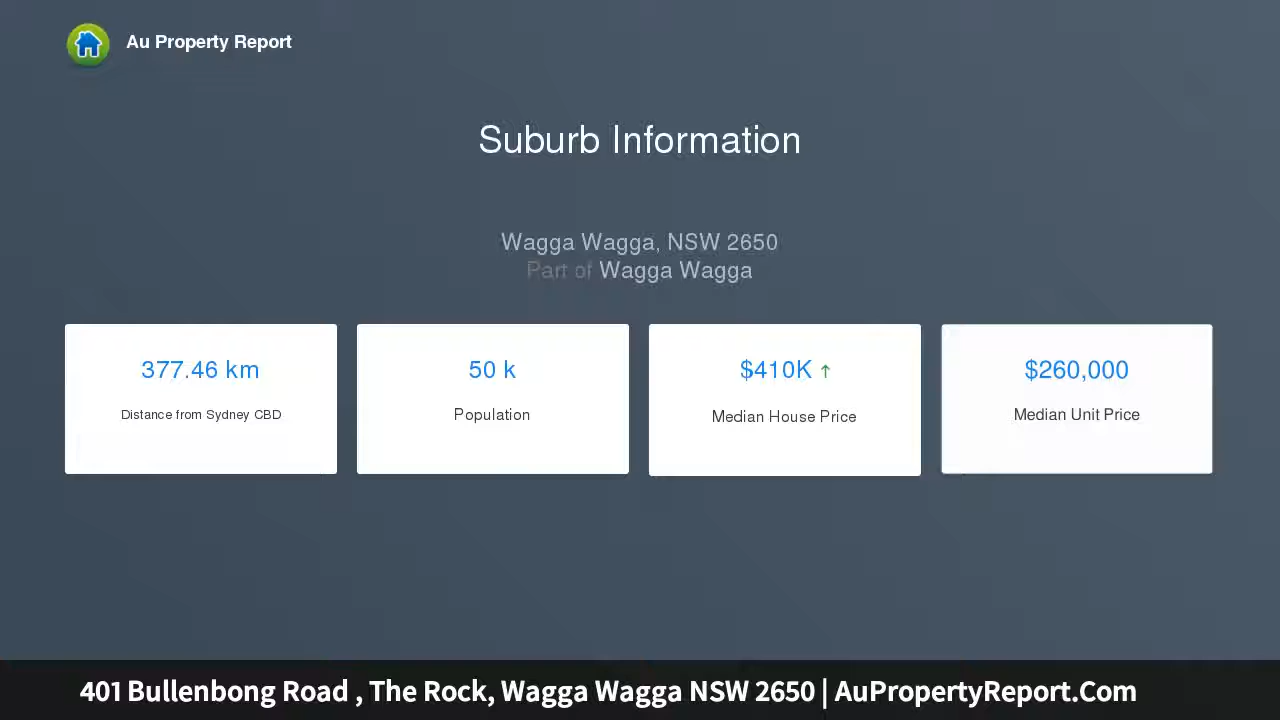 Au Property Report
Suburb Information
Wagga Wagga, NSW 2650
Part of Wagga Wagga
377.46 km
Distance from Sydney CBD
50 k
Population
$410K ↑
Median House Price
$260,000
Median Unit Price
401 Bullenbong Road , The Rock, Wagga Wagga NSW 2650 | AuPropertyReport.Com